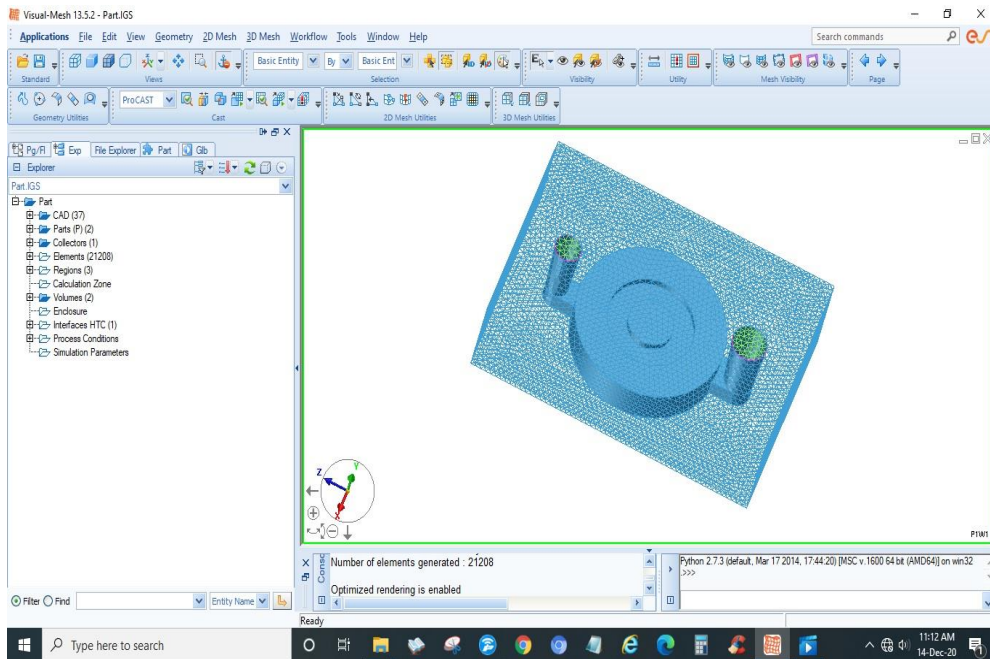 Visual-Mesh 13.5.2 - Part.IGS
Applications File Edit View Geometry 2D Mesh 3D Mesh Workflow Tools Window Help
Search commands
Basic Entity By Basic Ent
Standard Views Selection Visibility Utility Mesh Visibility Page
ProCAST
Geometry Utilities Cast 2D Mesh Utilities 3D Mesh Utilities
Pg/Fl Exp File Explorer Part Glb
Explorer
Part.IGS
Part
CAD (37)
Parts (P) (2)
Collectors (1)
Elements (21208)
Regions (3)
Calculation Zone
Volumes (2)
Enclosure
Interfaces HTC (1)
Process Conditions
Simulation Parameters
Z Y
X
P1W1
Consc
Number of elements generated : 21208
Optimized rendering is enabled
Python 2.7.3 (default, Mar 17 2014, 17:44:20) [MSC v.1600 64 bit (AMD64)] on win32
>>>
Filter Find Entity Name
Ready
Type here to search
11:12 AM
14-Dec-20